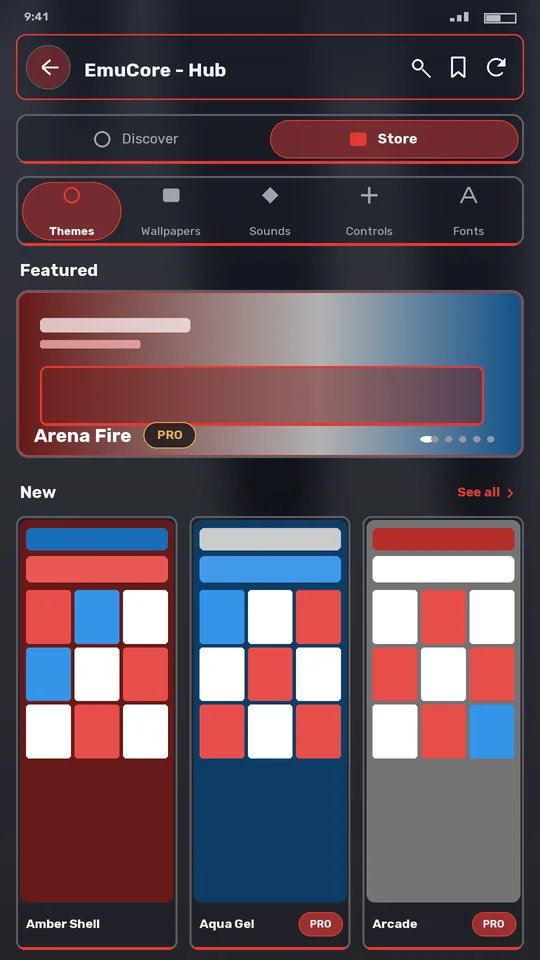 9:41
EmuCore - Hub
Discover
Store
Themes
Wallpapers
Sounds
Controls
Fonts
Featured
Arena Fire
PRO
New
See all
Amber Shell
Aqua Gel
PRO
Arcade
PRO